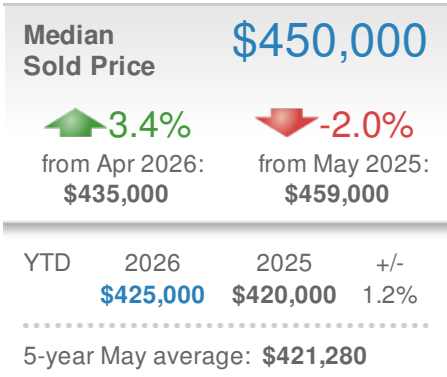 Median
Sold Price
$450,000
3.4%
-2.0%
from Apr 2026:
from May 2025:
$435,000
$459,000
YTD 2026 2025 +/-
$425,000 $420,000 1.2%
5-year May average: $421,280